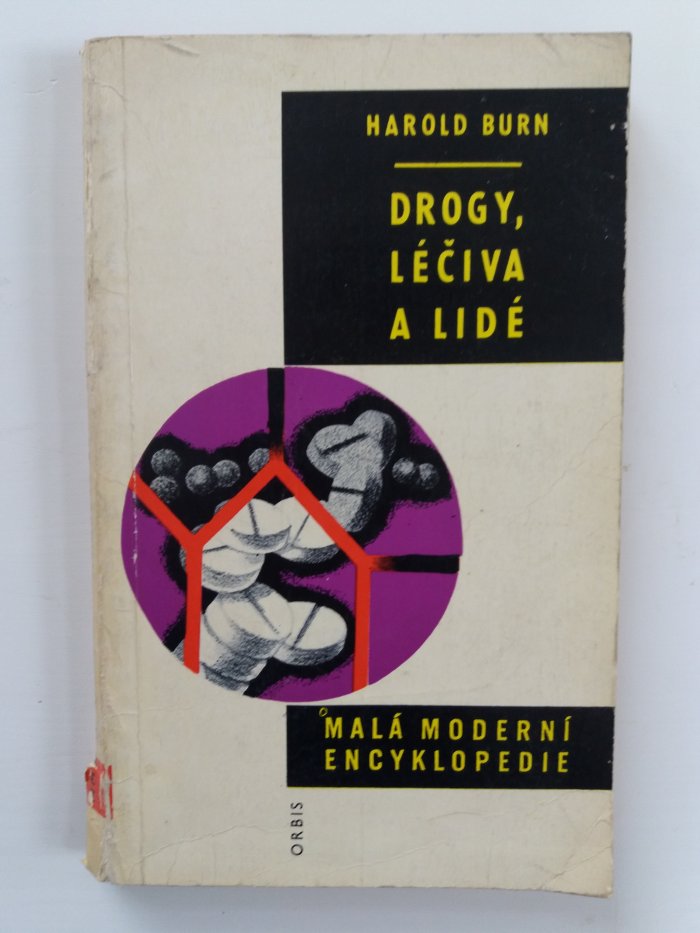 HAROLD BURN
DROGY,
LÉČIVA
A LIDÉ
MALÁ MODERNÍ
ENCYKLOPEDIE
ORBIS